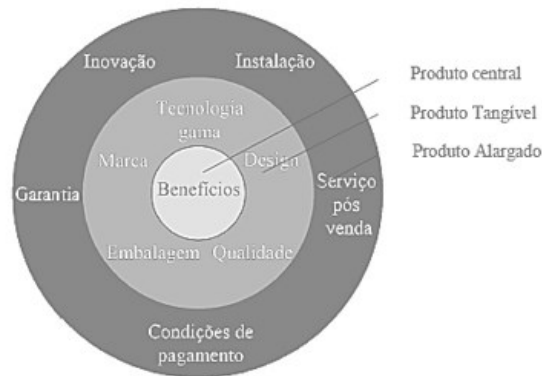 Inovação
Instalação
Produto central
Tecnologia
gama
Produto Tangível
Marca
Design
Produto Alargado
Garantia
Benefícios
Serviço
pós
venda
Embalagem
Qualidade
Condições de
pagamento